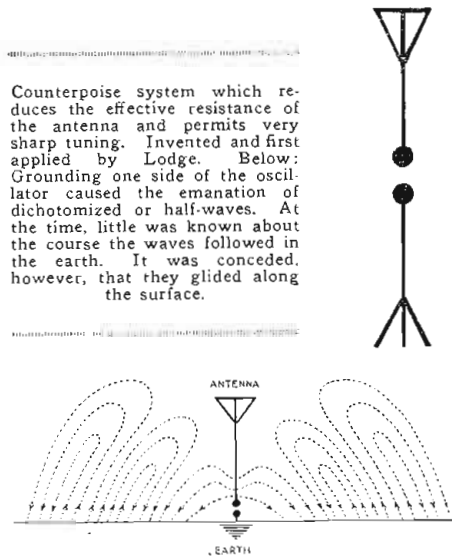 Counterpoise system which re-
duces the effective resistance of
the antenna and permits very
sharp tuning. Invented and first
applied by Lodge. Below:
Grounding one side of the oscil-
lator caused the emanation of
dichotomized or half-waves. At
the time, little was known about
the course the waves followed in
the earth. It was conceded,
however, that they glided along
the surface.
ANTENNA
EARTH